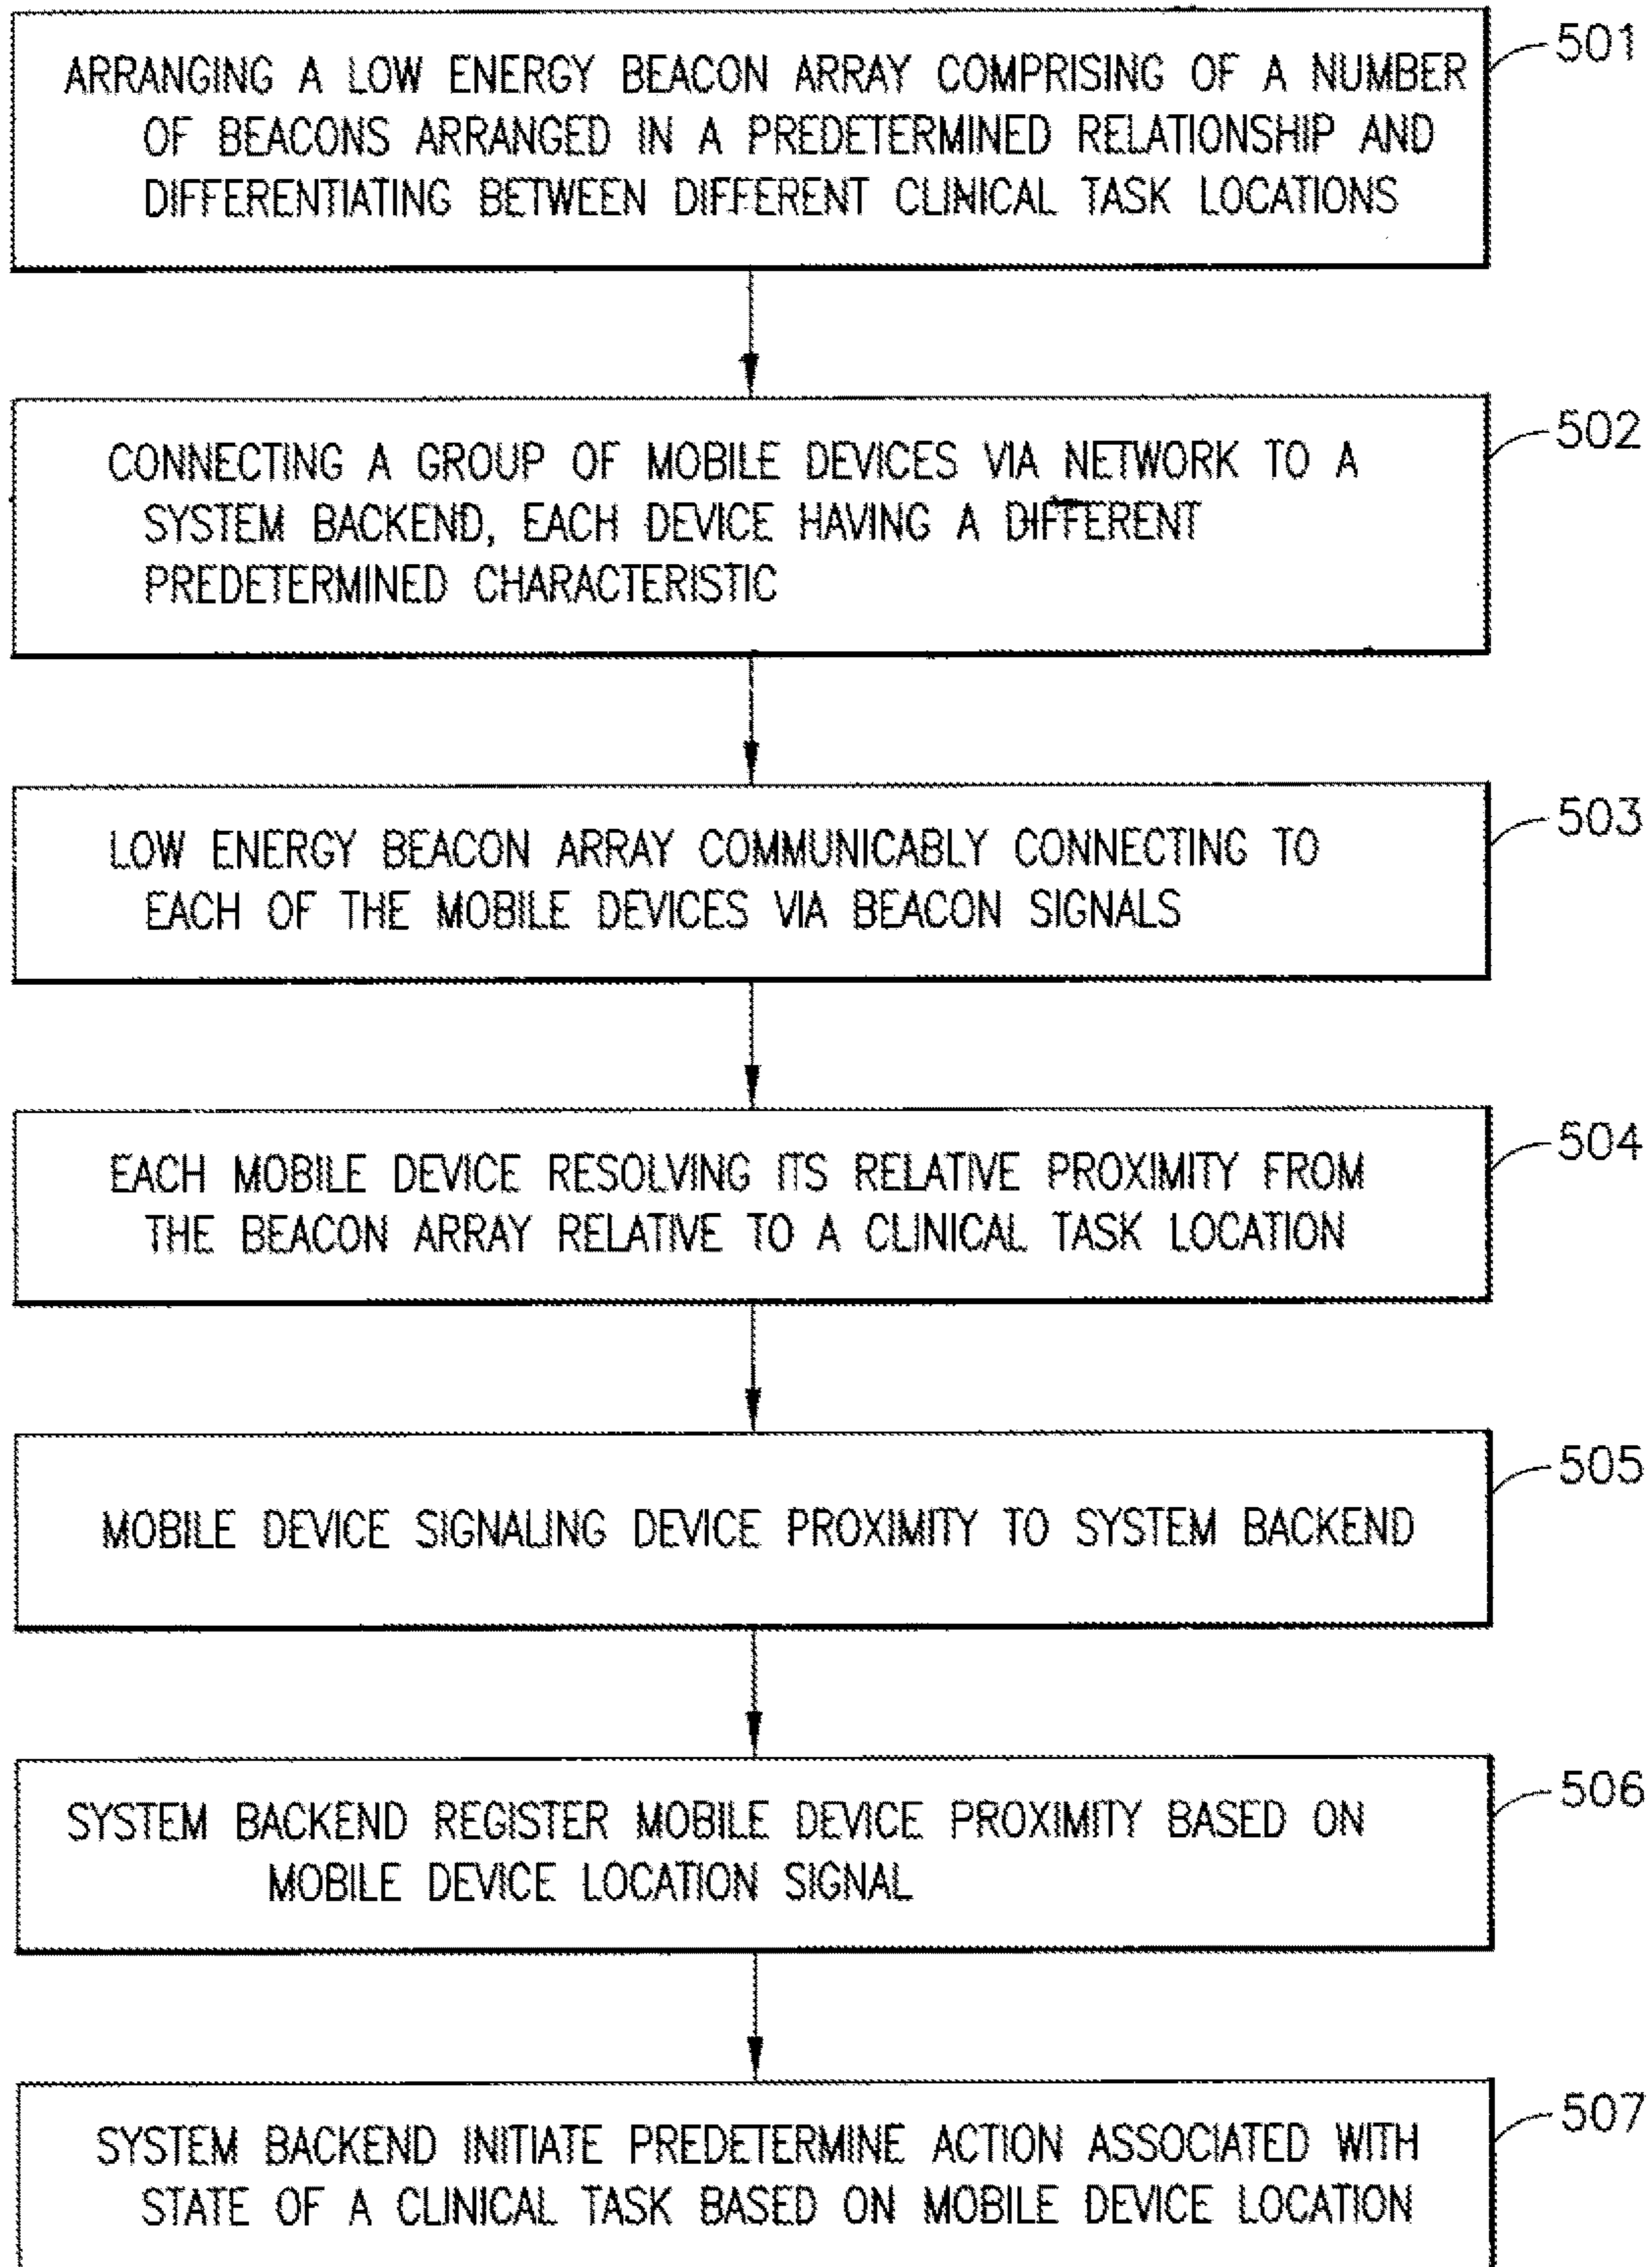 ARRANGING A LOW ENERGY BEACON ARRAY COMPRISING OF A NUMBER
OF BEACONS ARRANGED IN A PREDETERMINED RELATIONSHIP AND
DIFFERENTIATING BETWEEN DIFFERENT CLINICAL TASK LOCATIONS
501
CONNECTING A GROUP OF MOBILE DEVICES VIA NETWORK TO A
SYSTEM BACKEND, EACH DEVICE HAVING A DIFFERENT
PREDETERMINED CHARACTERISTIC
502
LOW ENERGY BEACON ARRAY COMMUNICABLY CONNECTING TO
EACH OF THE MOBILE DEVICES VIA BEACON SIGNALS
503
EACH MOBILE DEVICE RESOLVING ITS RELATIVE PROXIMITY FROM
THE BEACON ARRAY RELATIVE TO A CLINICAL TASK LOCATION
504
MOBILE DEVICE SIGNALING DEVICE PROXIMITY TO SYSTEM BACKEND
505
SYSTEM BACKEND REGISTER MOBILE DEVICE PROXIMITY BASED ON
MOBILE DEVICE LOCATION SIGNAL
506
SYSTEM BACKEND INITIATE PREDETERMINE ACTION ASSOCIATED WITH
STATE OF A CLINICAL TASK BASED ON MOBILE DEVICE LOCATION
507